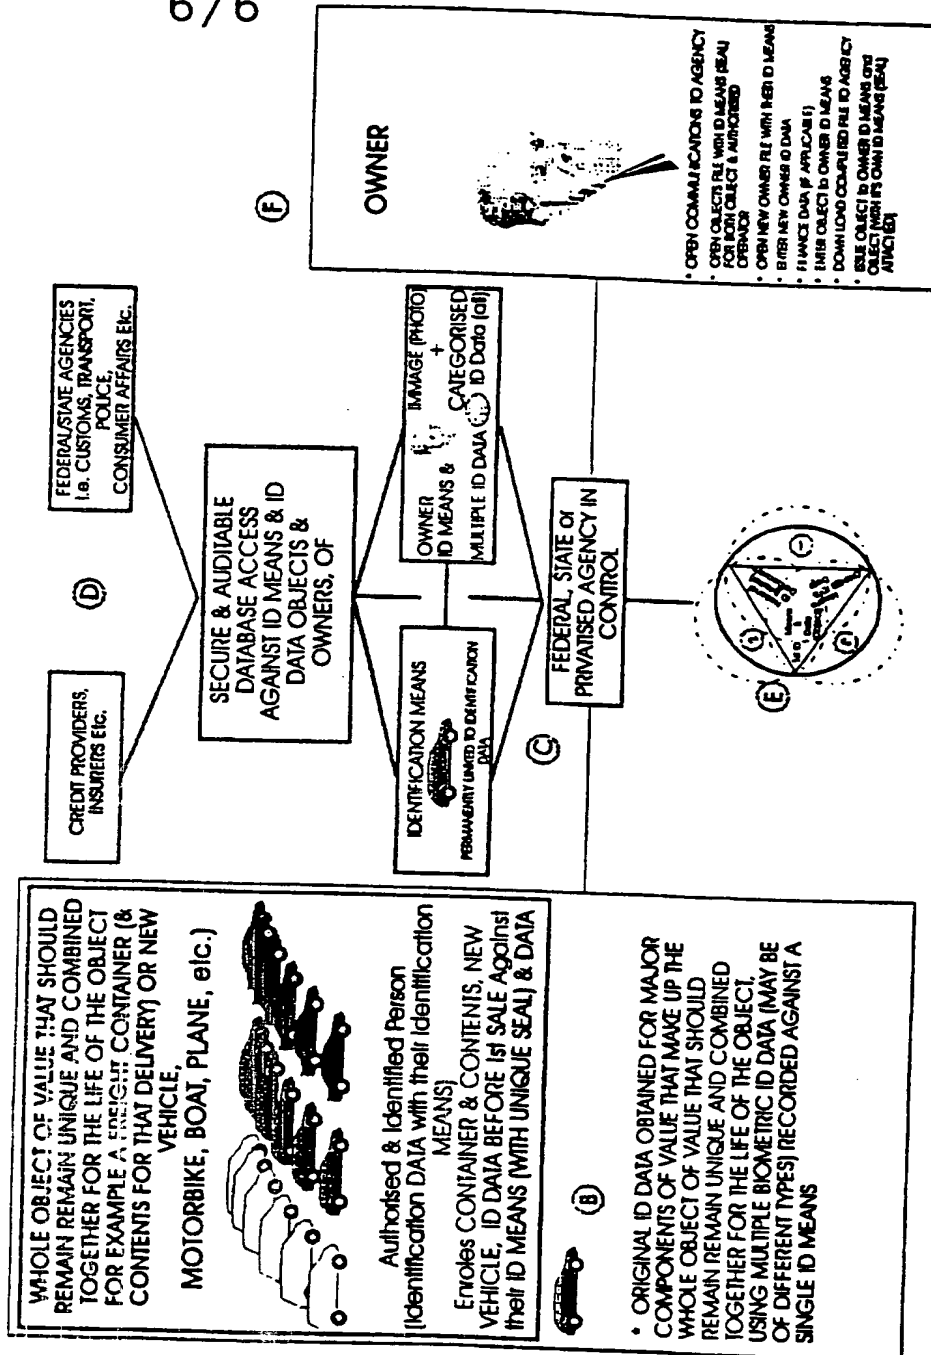 6/6
WHOLE OBJECT OF VALUE THAT SHOULD
REMAIN REMAIN UNIQUE AND COMBINED
TOGETHER FOR THE LIFE OF THE OBJECT
FOR EXAMPLE A FREIGHT CONTAINER (&
CONTENTS FOR THAT DELIVERY) OR NEW
VEHICLE,
MOTORBIKE, BOAT, PLANE, etc.)
Authorised & Identified Person
(Identification DATA with their Identification
MEANS)
Enroles CONTAINER & CONTENTS, NEW
VEHICLE, ID DATA BEFORE 1st SALE Against
their ID MEANS (WITH UNIQUE SEAL) & DATA
B
* ORIGINAL ID DATA OBTAINED FOR MAJOR
COMPONENTS OF VALUE THAT MAKE UP THE
WHOLE OBJECT OF VALUE THAT SHOULD
REMAIN REMAIN UNIQUE AND COMBINED
TOGETHER FOR THE LIFE OF THE OBJECT,
USING MULTIPLE BIOMETRIC ID DATA (MAY BE
OF DIFFERENT TYPES) RECORDED AGAINST A
SINGLE ID MEANS
CREDIT PROVIDERS,
INSURERS Etc.
D
FEDERAL/STATE AGENCIES
i.e. CUSTOMS, TRANSPORT,
POLICE,
CONSUMER AFFAIRS Etc.
SECURE & AUDITABLE
DATABASE ACCESS
AGAINST ID MEANS & ID
DATA OBJECTS &
OWNERS, OF
IDENTIFICATION MEANS
PERMANENTLY LINKED TO IDENTIFICATION
DATA
OWNER
ID MEANS &
MULTIPLE ID DATA
IMMAGE (PHOTO)
+
CATEGORISED
ID Data (all)
C
FEDERAL, STATE or
PRIVATISED AGENCY IN
CONTROL
E
1
2
3
F
OWNER
* OPEN COMMUNICATIONS TO AGENCY
* OPEN OBJECTS FILE WITH ID MEANS (SEAL)
FOR BOTH OBJECT & AUTHORISED
OPERATOR
* OPEN NEW OWNER FILE WITH THEIR ID MEANS
* ENTER NEW OWNER ID DATA
* FINANCE DATA (IF APPLICABLE)
* ENTER OBJECT to OWNER ID MEANS
* DOWN LOAD COMPLETED FILE TO AGENCY
* ISSUE OBJECT to OWNER ID MEANS and
OBJECT (WITH ITS OWN ID MEANS (SEAL)
ATTACHED)